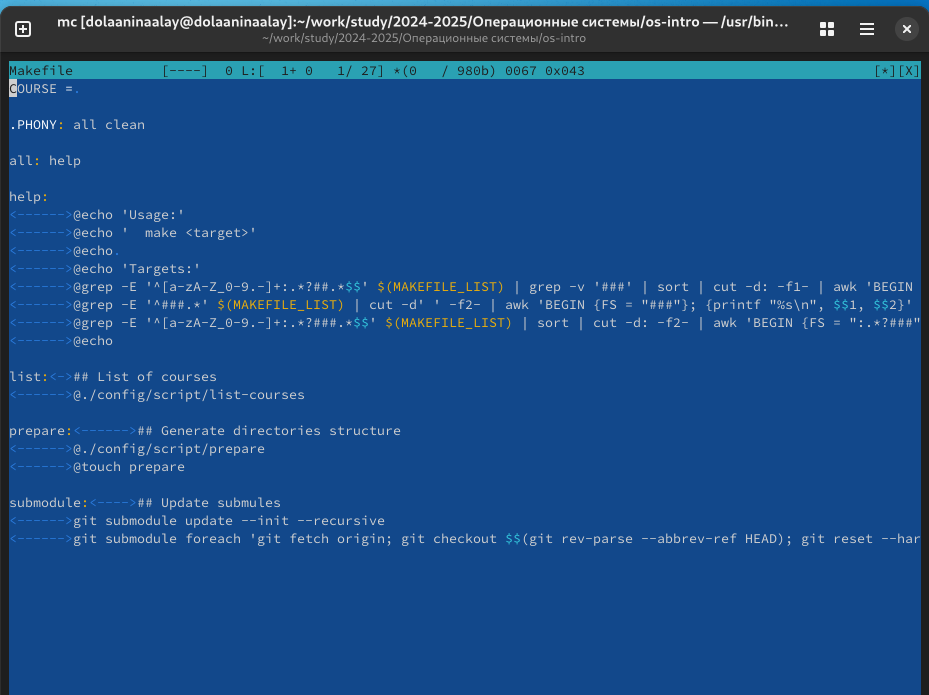 mc [dolaaninaalay@dolaaninaalay]:~/work/study/2024-2025/Операционные системы/os-intro — /usr/bin...
~/work/study/2024-2025/Операционные системы/os-intro
Makefile [----] 0 L:[ 1+ 0 1/ 27] *(0 / 980b) 0067 0x043 [*][X]
COURSE =.
.PHONY: all clean
all: help
help:
<------>@echo 'Usage:'
<------>@echo '  make <target>'
<------>@echo.
<------>@echo 'Targets:'
<------>@grep -E '^[a-zA-Z_0-9.-]+:.*?##.*$$' $(MAKEFILE_LIST) | grep -v '###' | sort | cut -d: -f1- | awk 'BEGIN
<------>@grep -E '^###.*' $(MAKEFILE_LIST) | cut -d' ' -f2- | awk 'BEGIN {FS = "###"}; {printf "%s\n", $$1, $$2}'
<------>@grep -E '^[a-zA-Z_0-9.-]+:.*?###.*$$' $(MAKEFILE_LIST) | sort | cut -d: -f2- | awk 'BEGIN {FS = ":.*?###"
<------>@echo
list:<->## List of courses
<------>@./config/script/list-courses
prepare:<------>## Generate directories structure
<------>@./config/script/prepare
<------>@touch prepare
submodule:<---->## Update submules
<------>git submodule update --init --recursive
<------>git submodule foreach 'git fetch origin; git checkout $$(git rev-parse --abbrev-ref HEAD); git reset --har